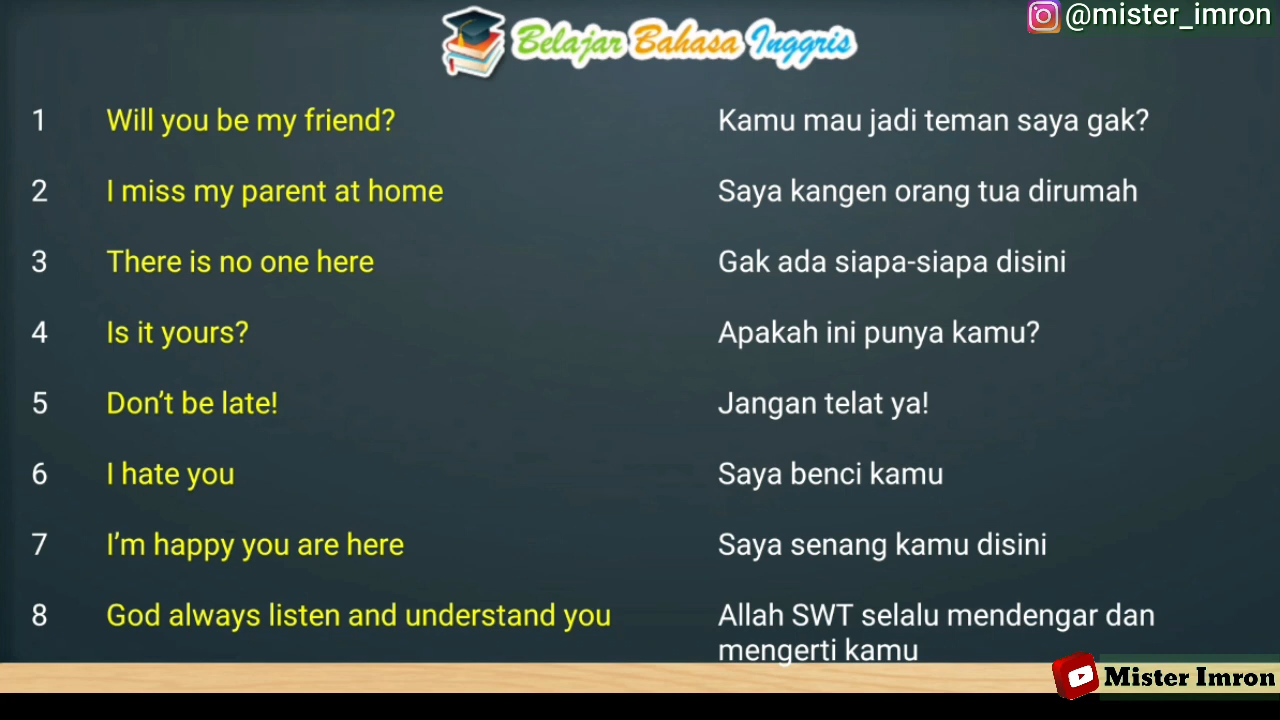 @mister_imron
Belajar Bahasa Inggris
1 Will you be my friend? Kamu mau jadi teman saya gak?
2 I miss my parent at home Saya kangen orang tua dirumah
3 There is no one here Gak ada siapa-siapa disini
4 Is it yours? Apakah ini punya kamu?
5 Don’t be late! Jangan telat ya!
6 I hate you Saya benci kamu
7 I’m happy you are here Saya senang kamu disini
8 God always listen and understand you Allah SWT selalu mendengar dan
mengerti kamu
Mister Imron